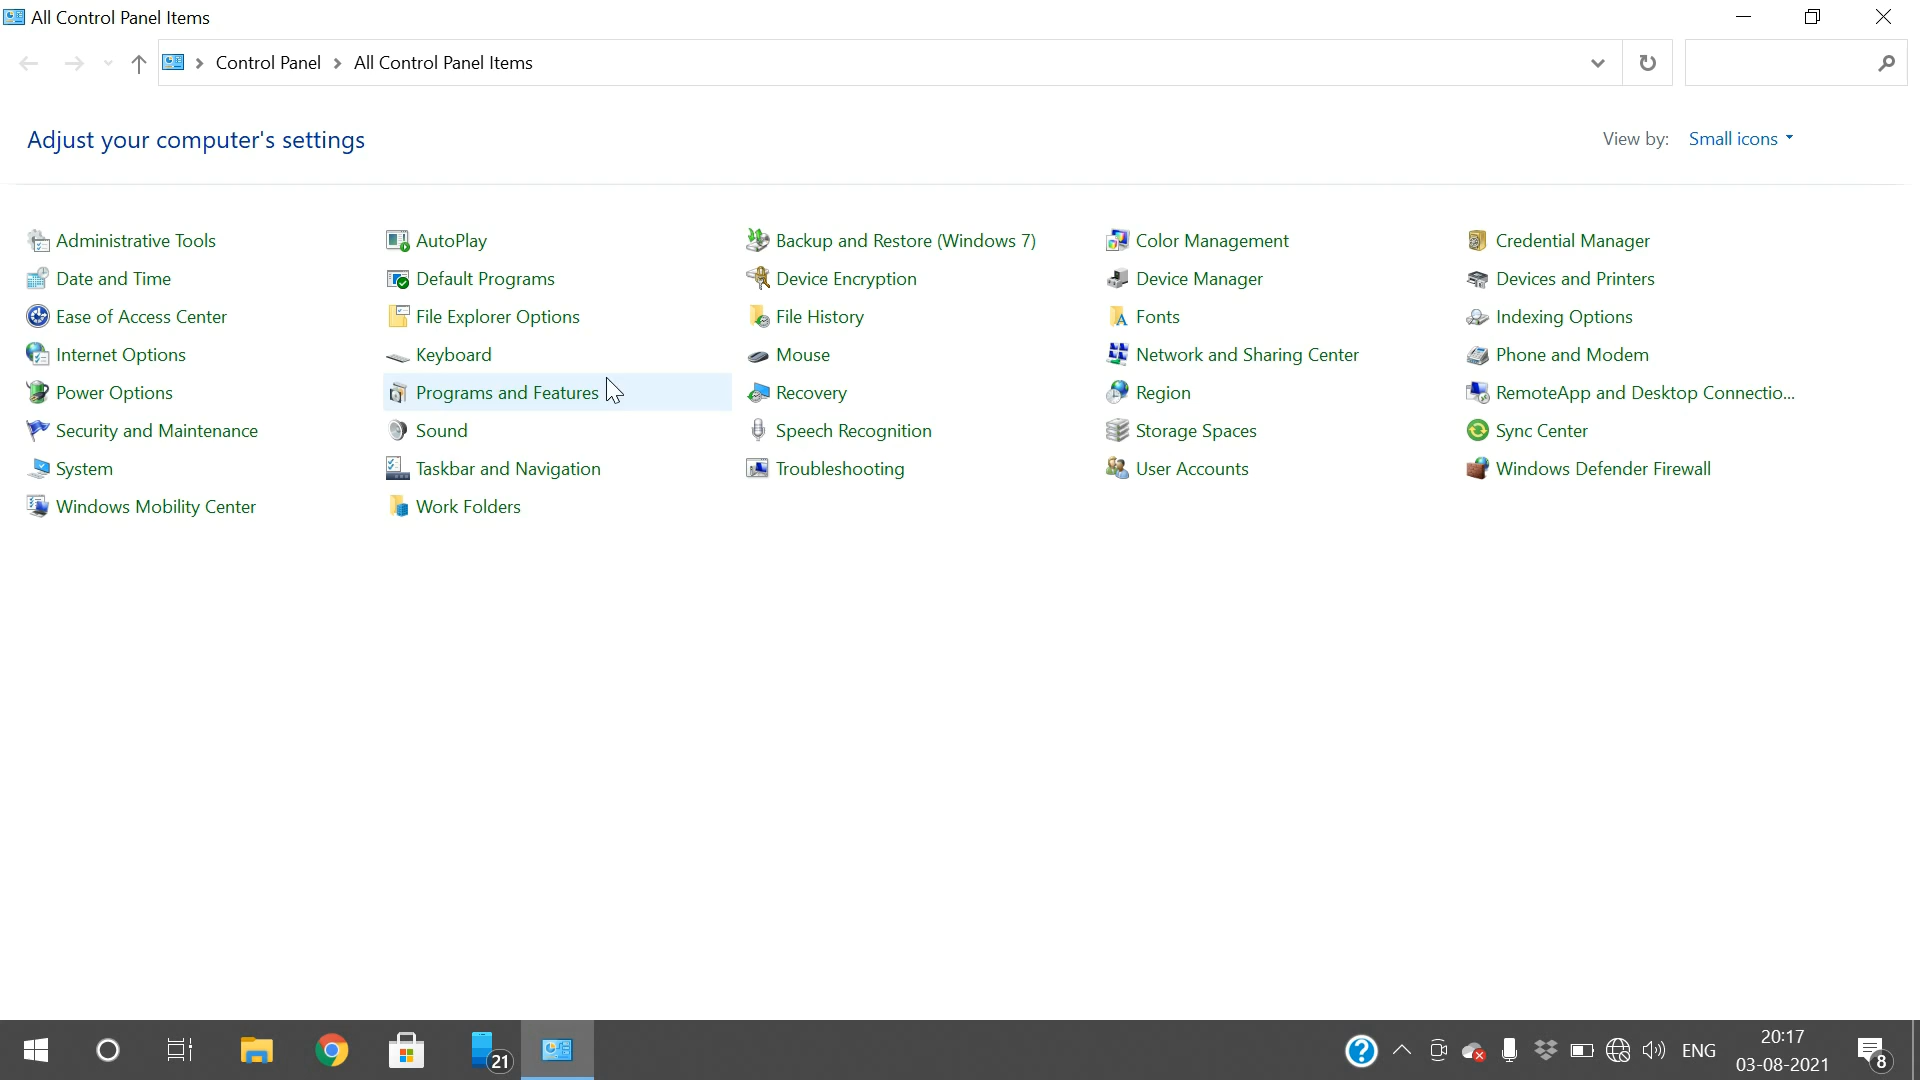 All Control Panel Items
Control Panel > All Control Panel Items
Adjust your computer's settings
View by: Small icons
Administrative Tools
AutoPlay
Backup and Restore (Windows 7)
Color Management
Credential Manager
Date and Time
Default Programs
Device Encryption
Device Manager
Devices and Printers
Ease of Access Center
File Explorer Options
File History
Fonts
Indexing Options
Internet Options
Keyboard
Mouse
Network and Sharing Center
Phone and Modem
Power Options
Programs and Features
Recovery
Region
RemoteApp and Desktop Connectio...
Security and Maintenance
Sound
Speech Recognition
Storage Spaces
Sync Center
System
Taskbar and Navigation
Troubleshooting
User Accounts
Windows Defender Firewall
Windows Mobility Center
Work Folders
21
ENG
20:17
03-08-2021
8